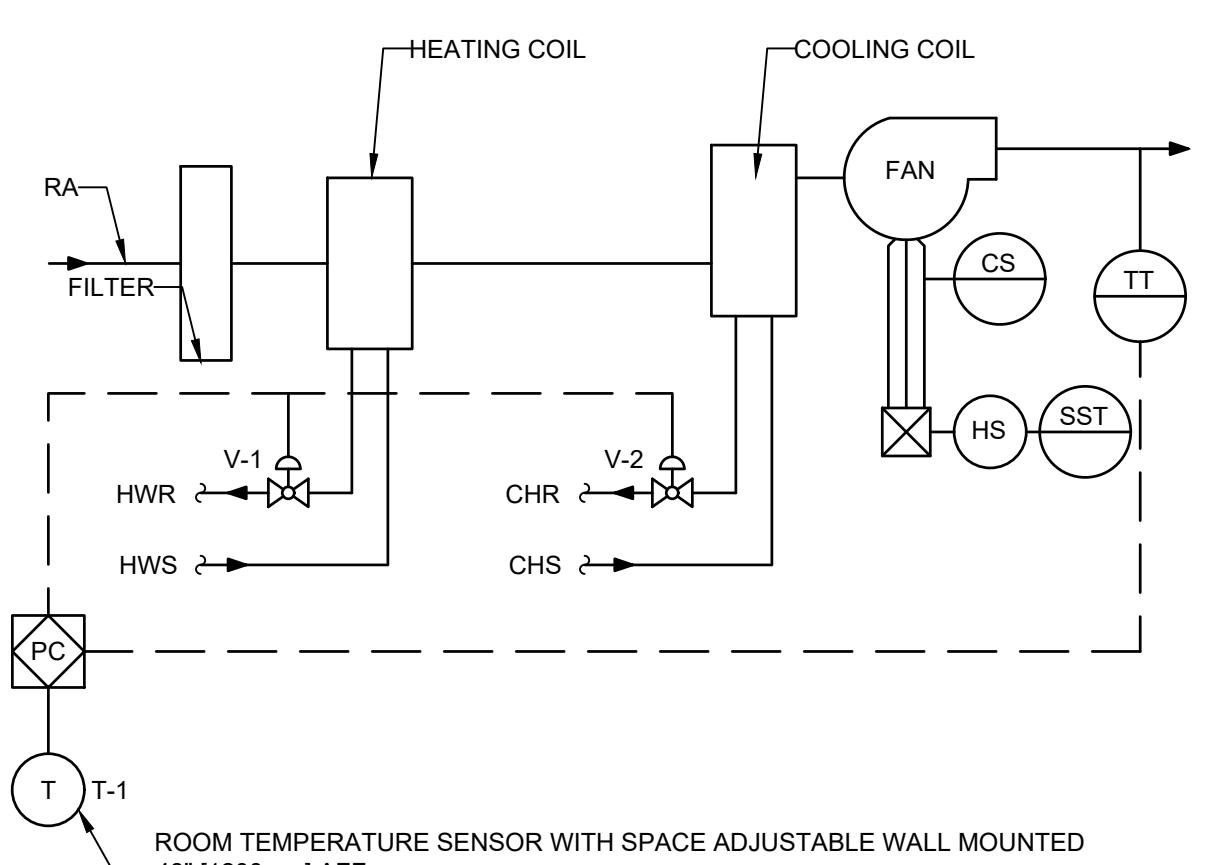 HEATING COIL
COOLING COIL
FAN
RA
FILTER
CS
TT
HS
SST
V-1
V-2
HWR
CHR
HWS
CHS
PC
T
T-1
ROOM TEMPERATURE SENSOR WITH SPACE ADJUSTABLE WALL MOUNTED